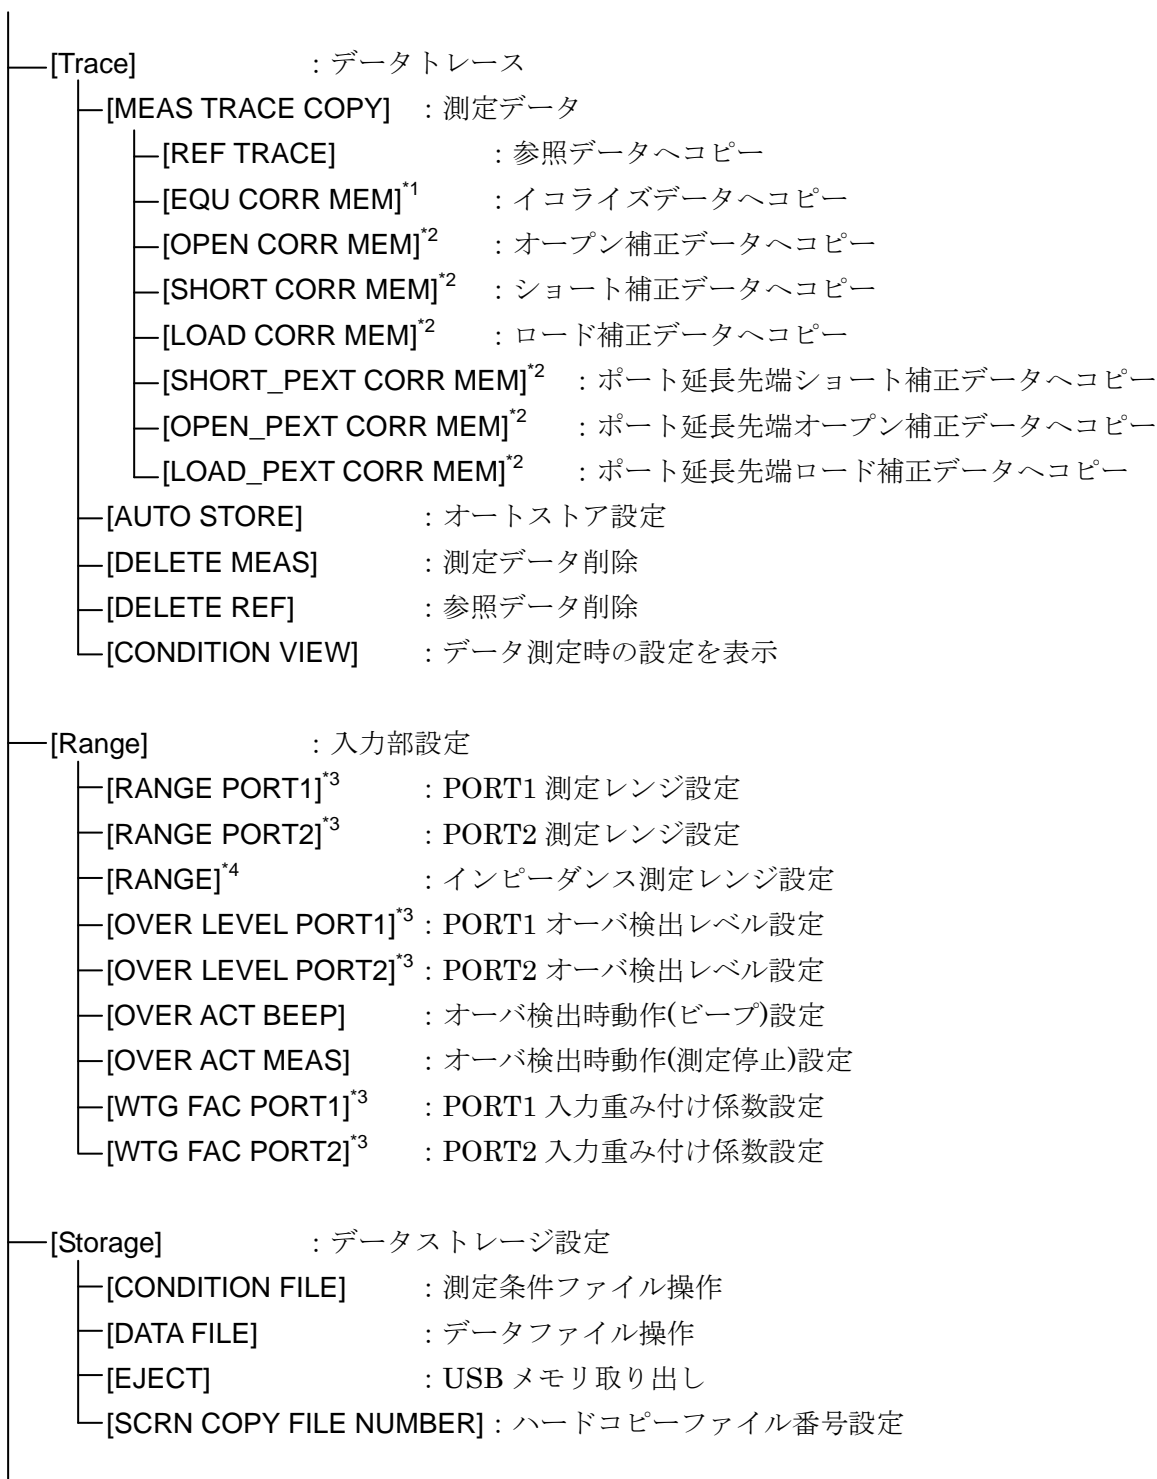 [Trace] : データトレース
[MEAS TRACE COPY] : 測定データ
[REF TRACE] : 参照データへコピー
[EQU CORR MEM]*1 : イコライズデータへコピー
[OPEN CORR MEM]*2 : オープン補正データへコピー
[SHORT CORR MEM]*2 : ショート補正データへコピー
[LOAD CORR MEM]*2 : ロード補正データへコピー
[SHORT_PEXT CORR MEM]*2 : ポート延長先端ショート補正データへコピー
[OPEN_PEXT CORR MEM]*2 : ポート延長先端オープン補正データへコピー
[LOAD_PEXT CORR MEM]*2 : ポート延長先端ロード補正データへコピー
[AUTO STORE] : オートストア設定
[DELETE MEAS] : 測定データ削除
[DELETE REF] : 参照データ削除
[CONDITION VIEW] : データ測定時の設定を表示
[Range] : 入力部設定
[RANGE PORT1]*3 : PORT1 測定レンジ設定
[RANGE PORT2]*3 : PORT2 測定レンジ設定
[RANGE]*4 : インピーダンス測定レンジ設定
[OVER LEVEL PORT1]*3 : PORT1 オーバ検出レベル設定
[OVER LEVEL PORT2]*3 : PORT2 オーバ検出レベル設定
[OVER ACT BEEP] : オーバ検出時動作(ビープ)設定
[OVER ACT MEAS] : オーバ検出時動作(測定停止)設定
[WTG FAC PORT1]*3 : PORT1 入力重み付け係数設定
[WTG FAC PORT2]*3 : PORT2 入力重み付け係数設定
[Storage] : データストレージ設定
[CONDITION FILE] : 測定条件ファイル操作
[DATA FILE] : データファイル操作
[EJECT] : USB メモリ取り出し
[SCRN COPY FILE NUMBER] : ハードコピーファイル番号設定